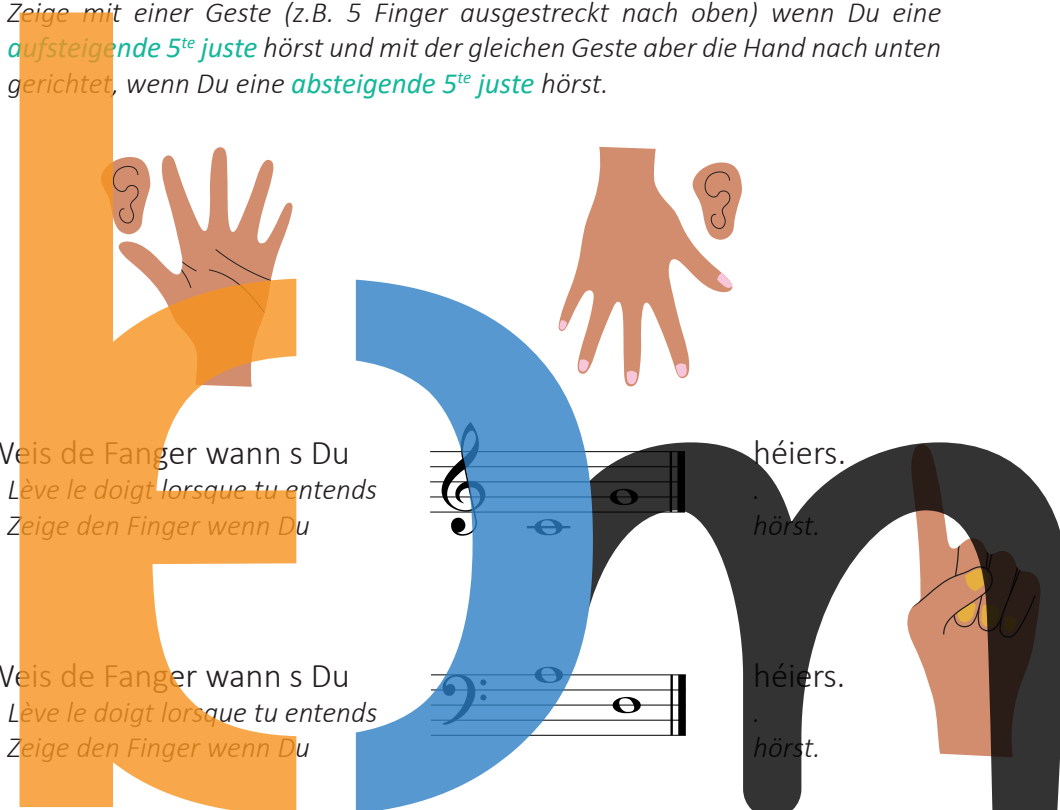 Zeige mit einer Geste (z.B. 5 Finger ausgestreckt nach oben) wenn Du eine
aufsteigende 5te juste hörst und mit der gleichen Geste aber die Hand nach unten
gerichtet, wenn Du eine absteigende 5te juste hörst.
Weis de Fanger wann s Du héiers.
Lève le doigt lorsque tu entends .
Zeige den Finger wenn Du hörst.
Weis de Fanger wann s Du héiers.
Lève le doigt lorsque tu entends .
Zeige den Finger wenn Du hörst.